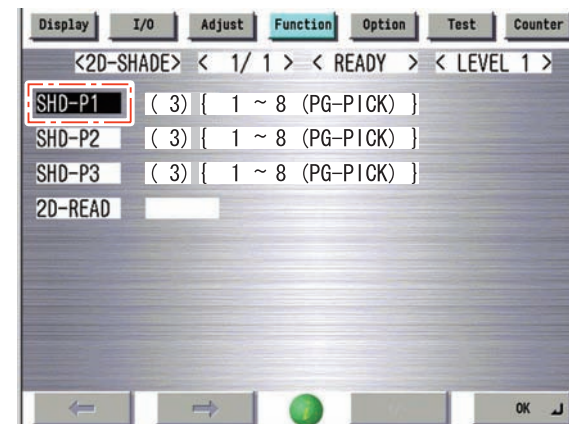 Display I/O Adjust Function Option Test Counter
<2D-SHADE> < 1/ 1 > < READY > < LEVEL 1 >
SHD-P1 ( 3) { 1 ~ 8 (PG-PICK) }
SHD-P2 ( 3) { 1 ~ 8 (PG-PICK) }
SHD-P3 ( 3) { 1 ~ 8 (PG-PICK) }
2D-READ
OK